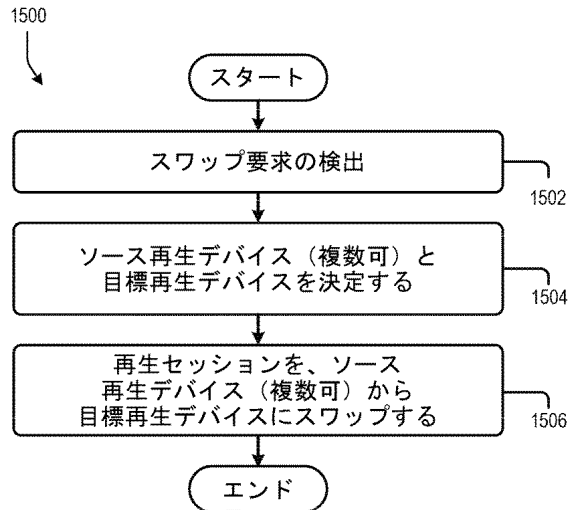 1500
スタート
スワップ要求の検出
1502
ソース再生デバイス（複数可）と
目標再生デバイスを決定する
1504
再生セッションを、ソース
再生デバイス（複数可）から
目標再生デバイスにスワップする
1506
エンド